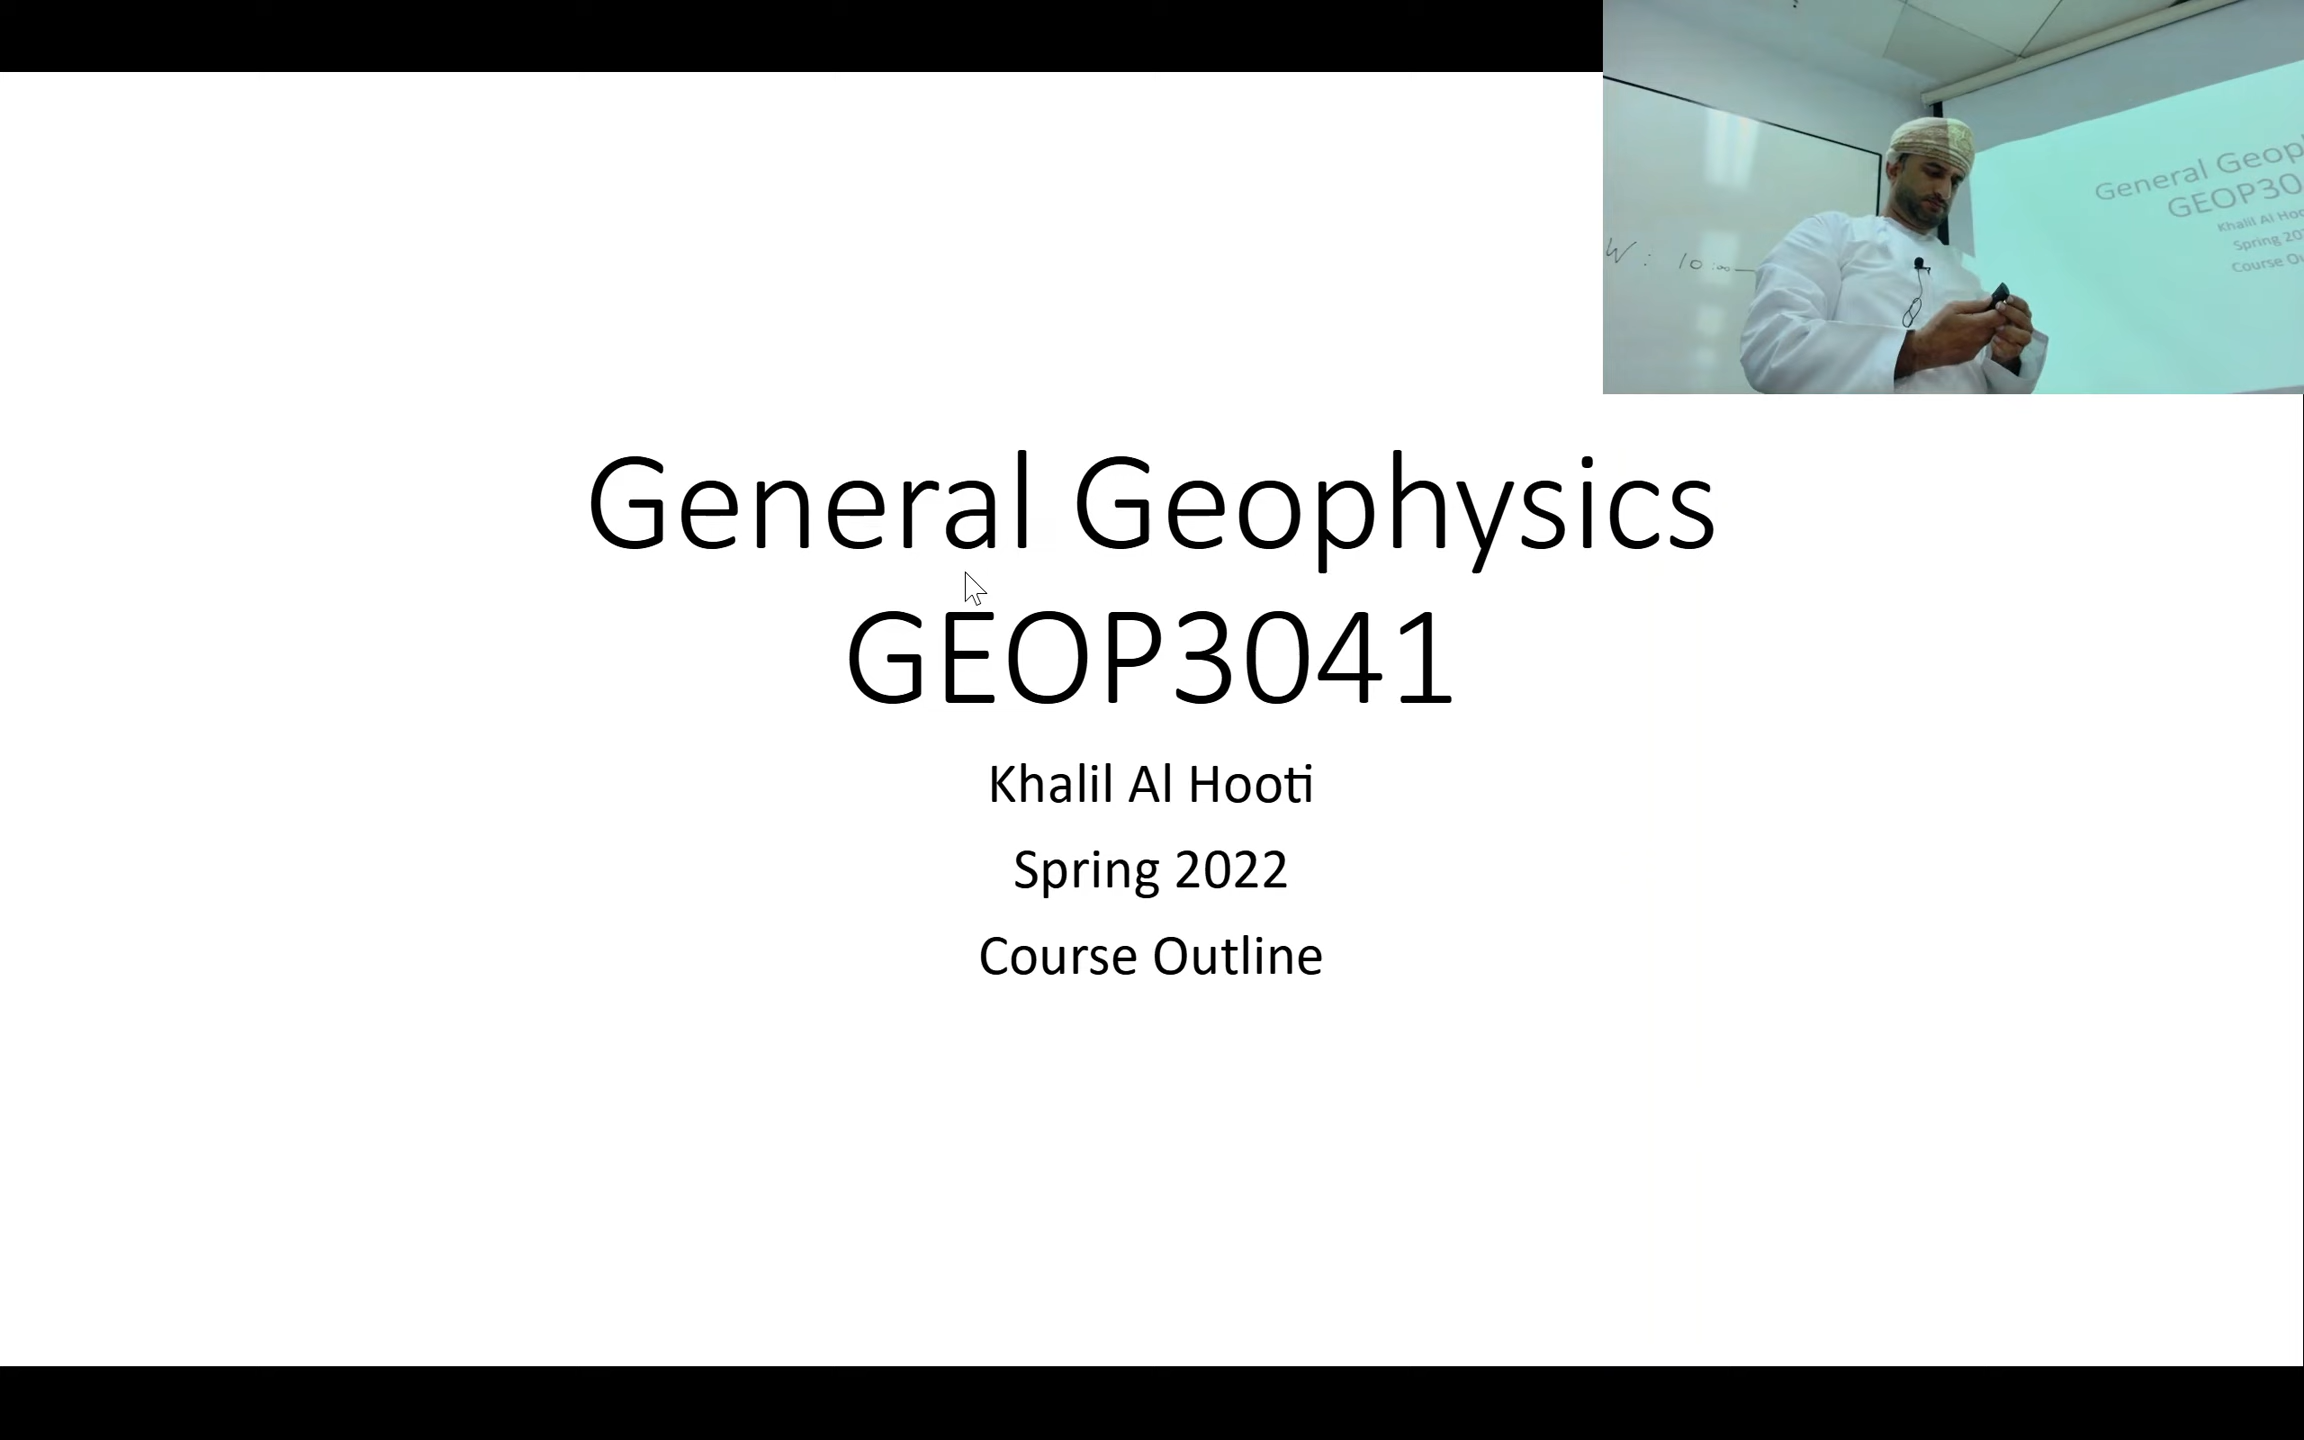 General Geophysics
GEOP3041
Khalil Al Hooti
Spring 2022
Course Outline
W : 10:00
General Geop
GEOP30
Khalil Al Hoo
Spring 20
Course Ou